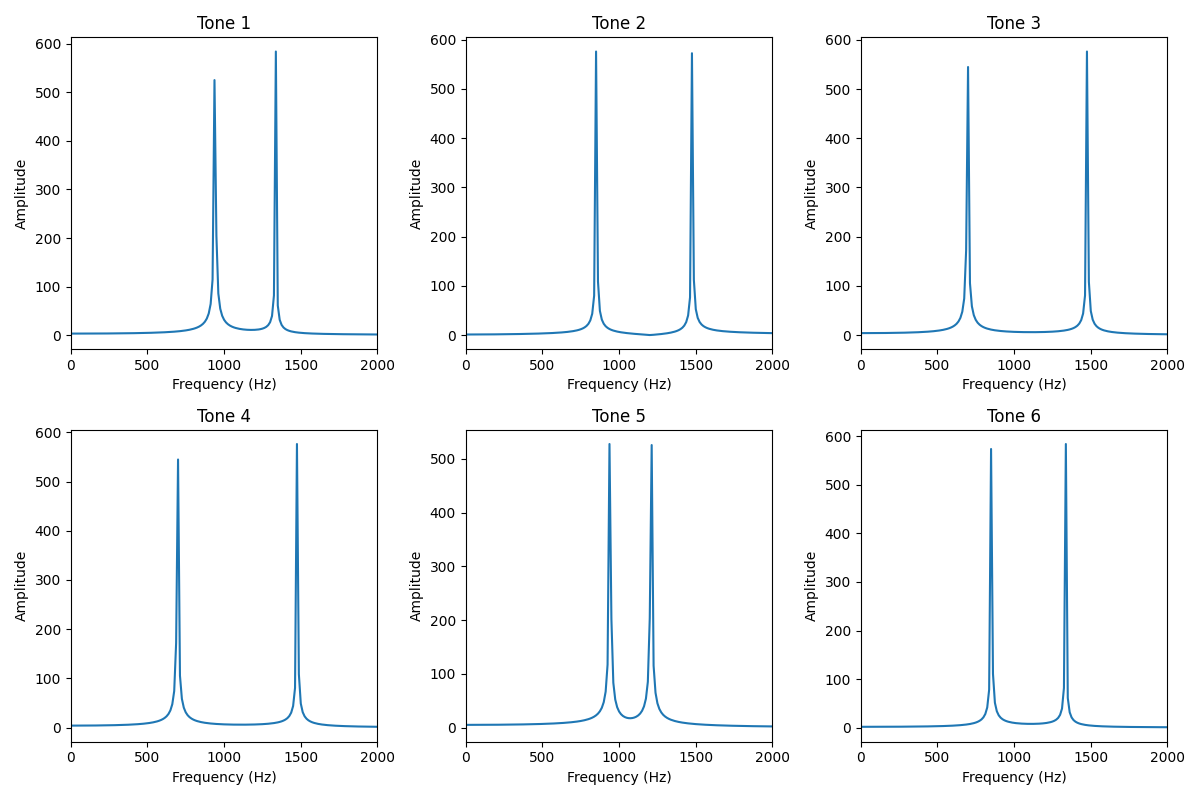 Tone 1 Tone 2 Tone 3
600 600 600
500 500 500
400 400 400
300 300 300
200 200 200
100 100 100
0 0 0
Amplitude Amplitude Amplitude
0 500 1000 1500 2000 0 500 1000 1500 2000 0 500 1000 1500 2000
Frequency (Hz) Frequency (Hz) Frequency (Hz)
Tone 4 Tone 5 Tone 6
600 500 600
500 400 500
400 300 400
300 200 300
200 100 200
100 0 100
0 0
Amplitude Amplitude Amplitude
0 500 1000 1500 2000 0 500 1000 1500 2000 0 500 1000 1500 2000
Frequency (Hz) Frequency (Hz) Frequency (Hz)